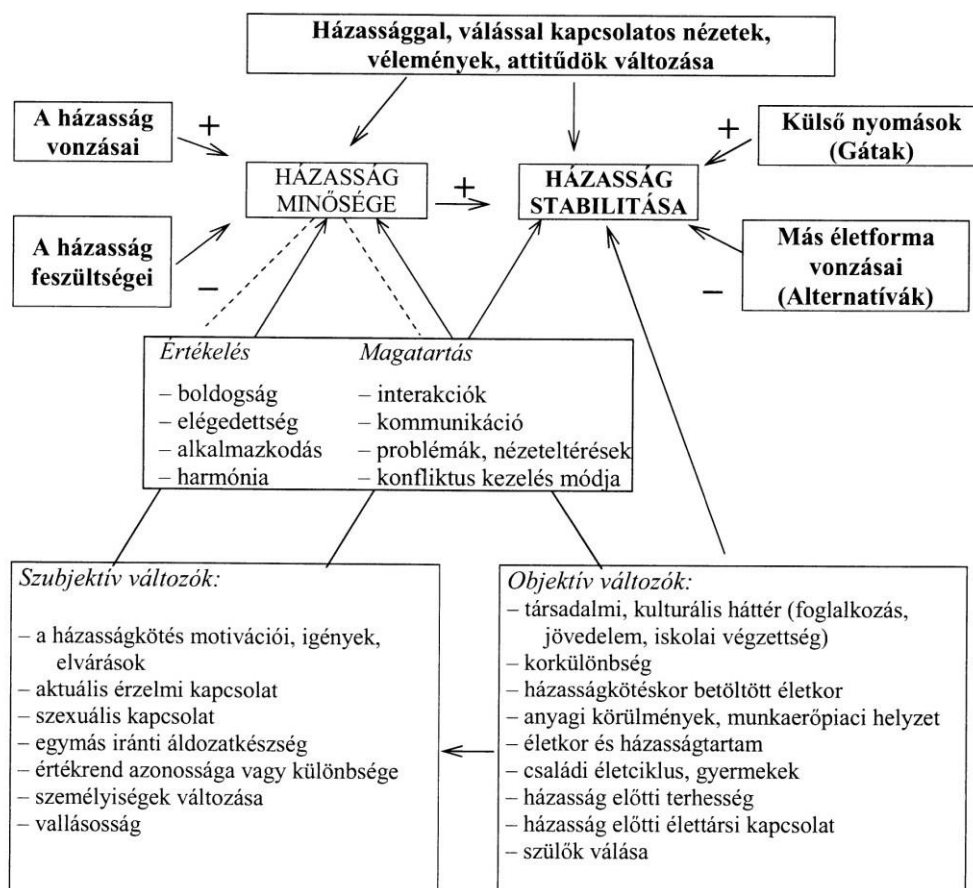 Házassággal, válással kapcsolatos nézetek,
vélemények, attitűdök változása
A házasság
vonzásai
+
Külső nyomások
(Gátak)
+
HÁZASSÁG
MINŐSÉGE
+
HÁZASSÁG
STABILITÁSA
A házasság
feszültségei
–
Más életforma
vonzásai
(Alternatívák)
–
Értékelés
– boldogság
– elégedettség
– alkalmazkodás
– harmónia
Magatartás
– interakciók
– kommunikáció
– problémák, nézeteltérések
– konfliktus kezelés módja
Szubjektív változók:
– a házasságkötés motivációi, igények,
elvárások
– aktuális érzelmi kapcsolat
– szexuális kapcsolat
– egymás iránti áldozatkészség
– értékrend azonossága vagy különbsége
– személyiségek változása
– vallásosság
Objektív változók:
– társadalmi, kulturális háttér (foglalkozás,
jövedelem, iskolai végzettség)
– korkülönbség
– házasságkötéskor betöltött életkor
– anyagi körülmények, munkaerőpiaci helyzet
– életkor és házasságtartam
– családi életciklus, gyermekek
– házasság előtti terhesség
– házasság előtti élettársi kapcsolat
– szülők válása